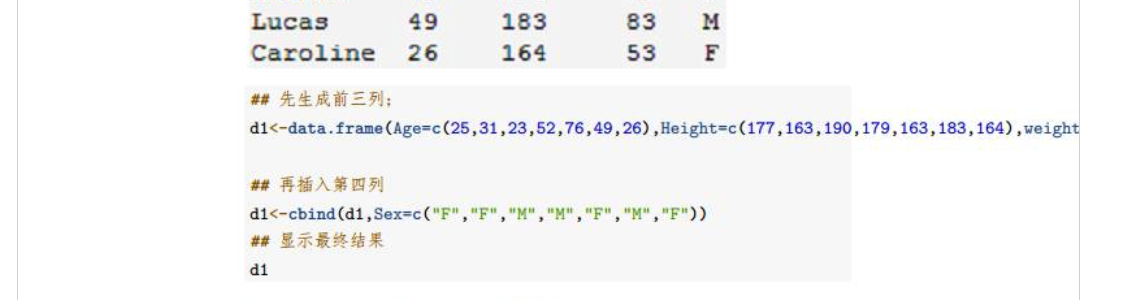 Lucas 49 183 83 M
Caroline 26 164 53 F
## 先生成前三列;
d1<-data.frame(Age=c(25,31,23,52,76,49,26),Height=c(177,163,190,179,163,183,164),weight
## 再插入第四列
d1<-cbind(d1,Sex=c("F","F","M","M","F","M","F"))
## 显示最终结果
d1